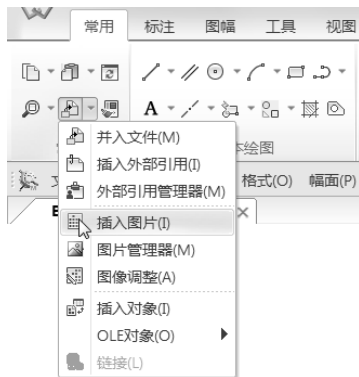 常用 标注 图幅 工具 视图
A
本绘图
并入文件(M)
插入外部引用(I)
外部引用管理器(M)
格式(O) 幅面(P)
插入图片(I)
图片管理器(M)
图像调整(A)
插入对象(I)
OLE对象(O)
链接(L)